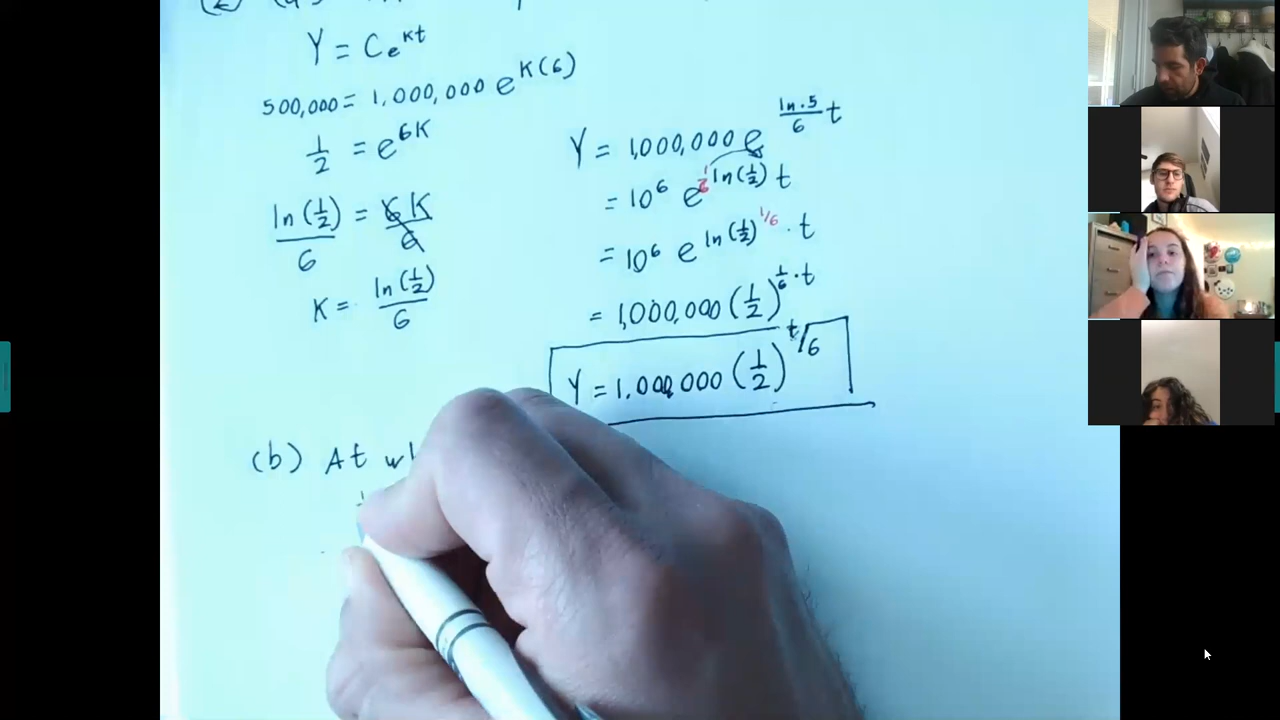 Y = Ce^kt
500,000 = 1,000,000 e^K(6)
1/2 = e^6K
ln(1/2)/6 = 6K/6
K = ln(1/2)/6
Y = 1,000,000 e^(ln .5/6)t
= 10^6 e^1/6 ln(1/2) t
= 10^6 e^ln(1/2)^1/6 · t
= 1,000,000 (1/2)^1/6 · t
Y = 1,000,000 (1/2)^t/6
(b) At